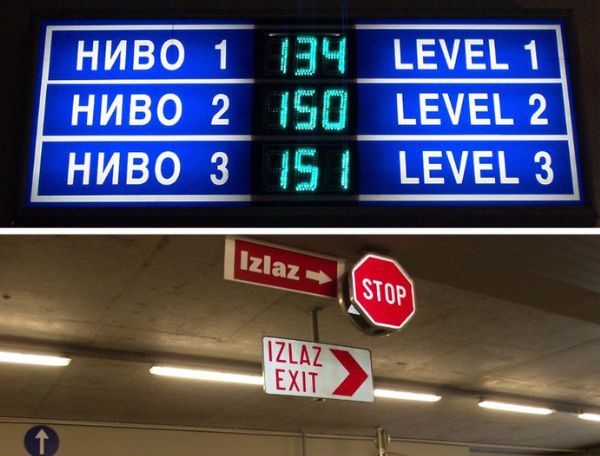 НИВО 1 134 LEVEL 1
НИВО 2 150 LEVEL 2
НИВО 3 151 LEVEL 3
Izlaz →
STOP
IZLAZ
EXIT